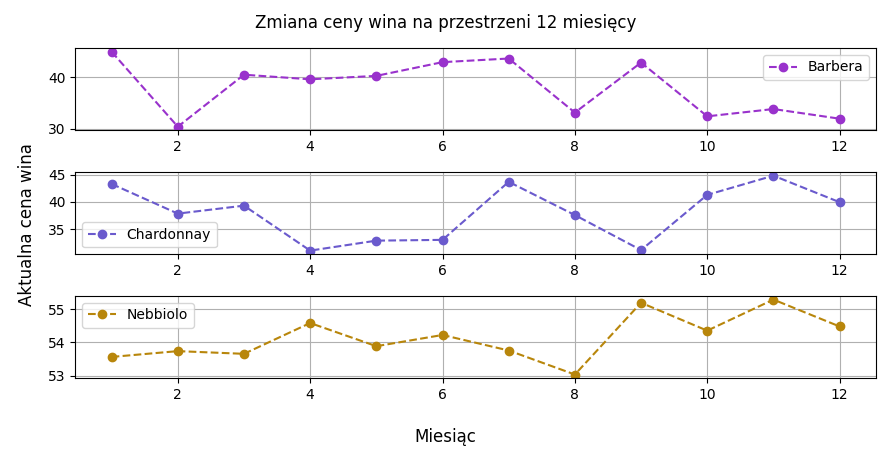 Zmiana ceny wina na przestrzeni 12 miesięcy
Aktualna cena wina
40
30
Barbera
2 4 6 8 10 12
45
40
35
Chardonnay
2 4 6 8 10 12
55
54
53
Nebbiolo
2 4 6 8 10 12
Miesiąc